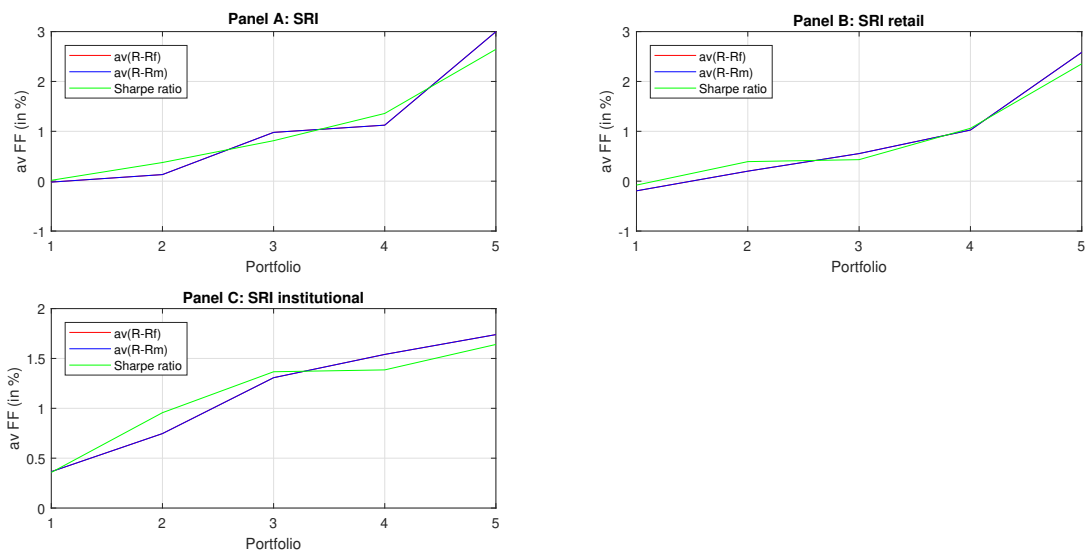 Panel A: SRI
3
2
1
0
-1
av FF (in %)
av(R-Rf)
av(R-Rm)
Sharpe ratio
1
2
3
4
5
Portfolio
Panel B: SRI retail
3
2
1
0
-1
av FF (in %)
av(R-Rf)
av(R-Rm)
Sharpe ratio
1
2
3
4
5
Portfolio
Panel C: SRI institutional
2
1.5
1
0.5
0
av FF (in %)
av(R-Rf)
av(R-Rm)
Sharpe ratio
1
2
3
4
5
Portfolio